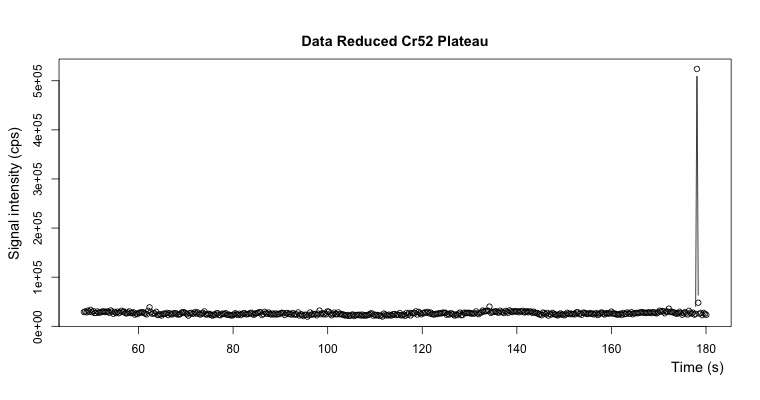 Data Reduced Cr52 Plateau
Signal intensity (cps)
5e+05
4e+05
3e+05
2e+05
1e+05
0e+00
60 80 100 120 140 160 180
Time (s)